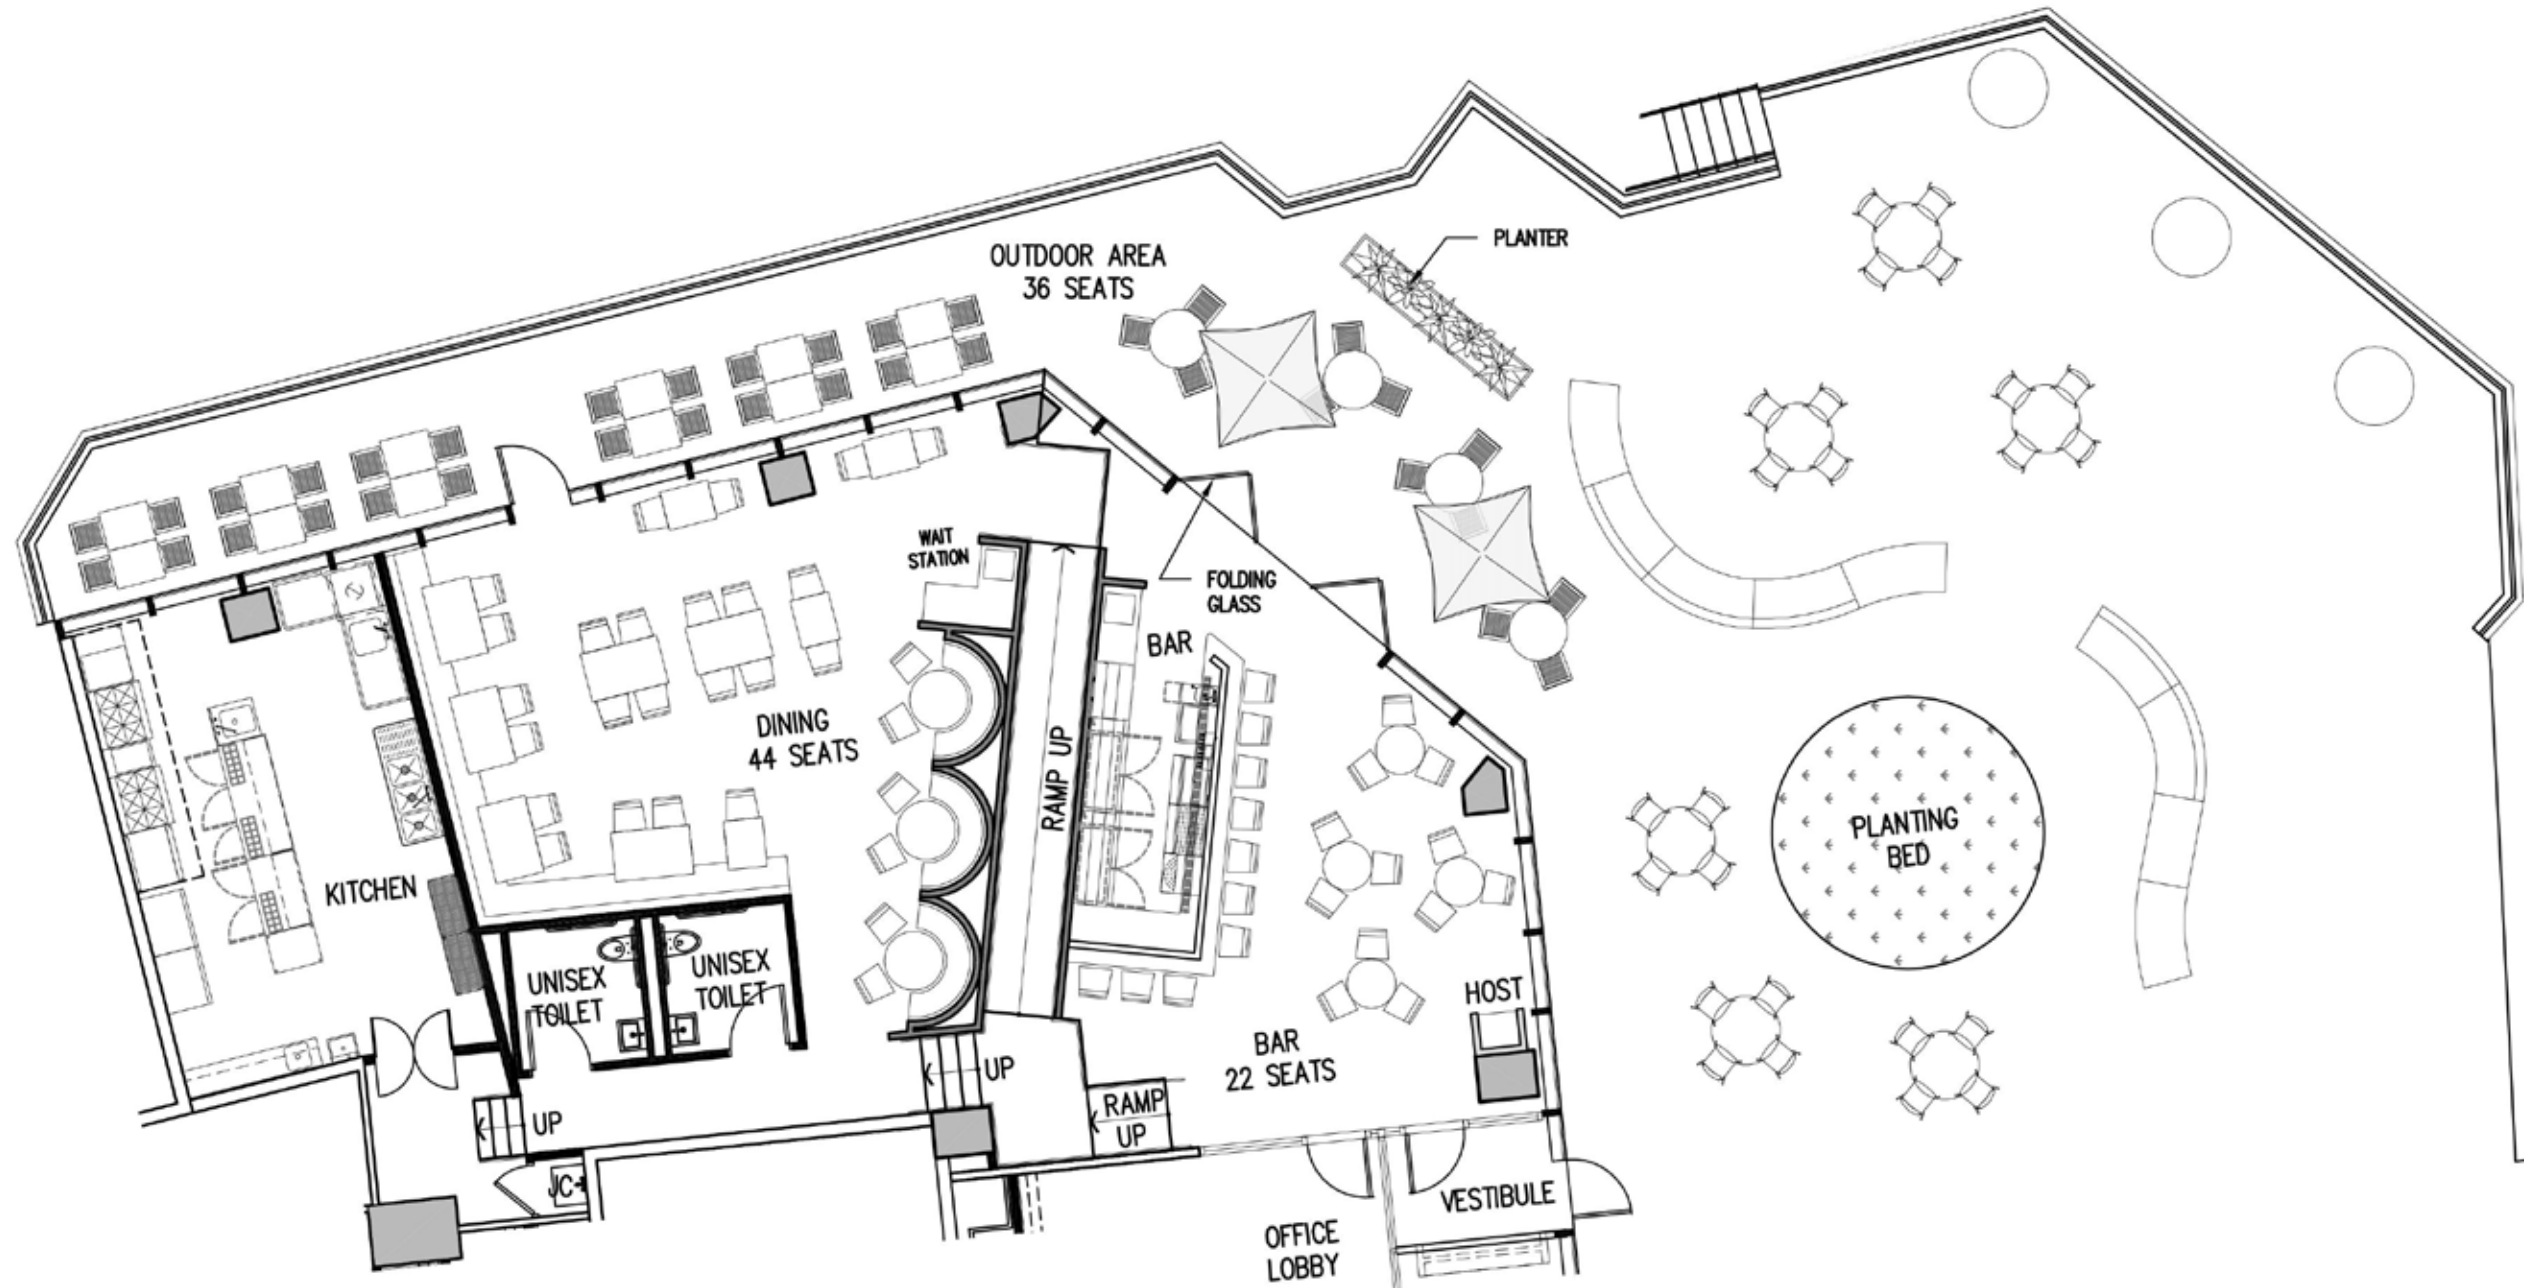 OUTDOOR AREA
36 SEATS
PLANTER
WAIT
STATION
FOLDING
GLASS
BAR
DINING
44 SEATS
RAMP UP
KITCHEN
PLANTING
BED
UNISEX
TOILET
UNISEX
TOILET
HOST
BAR
22 SEATS
UP
RAMP
UP
UP
JC
VESTIBULE
OFFICE
LOBBY